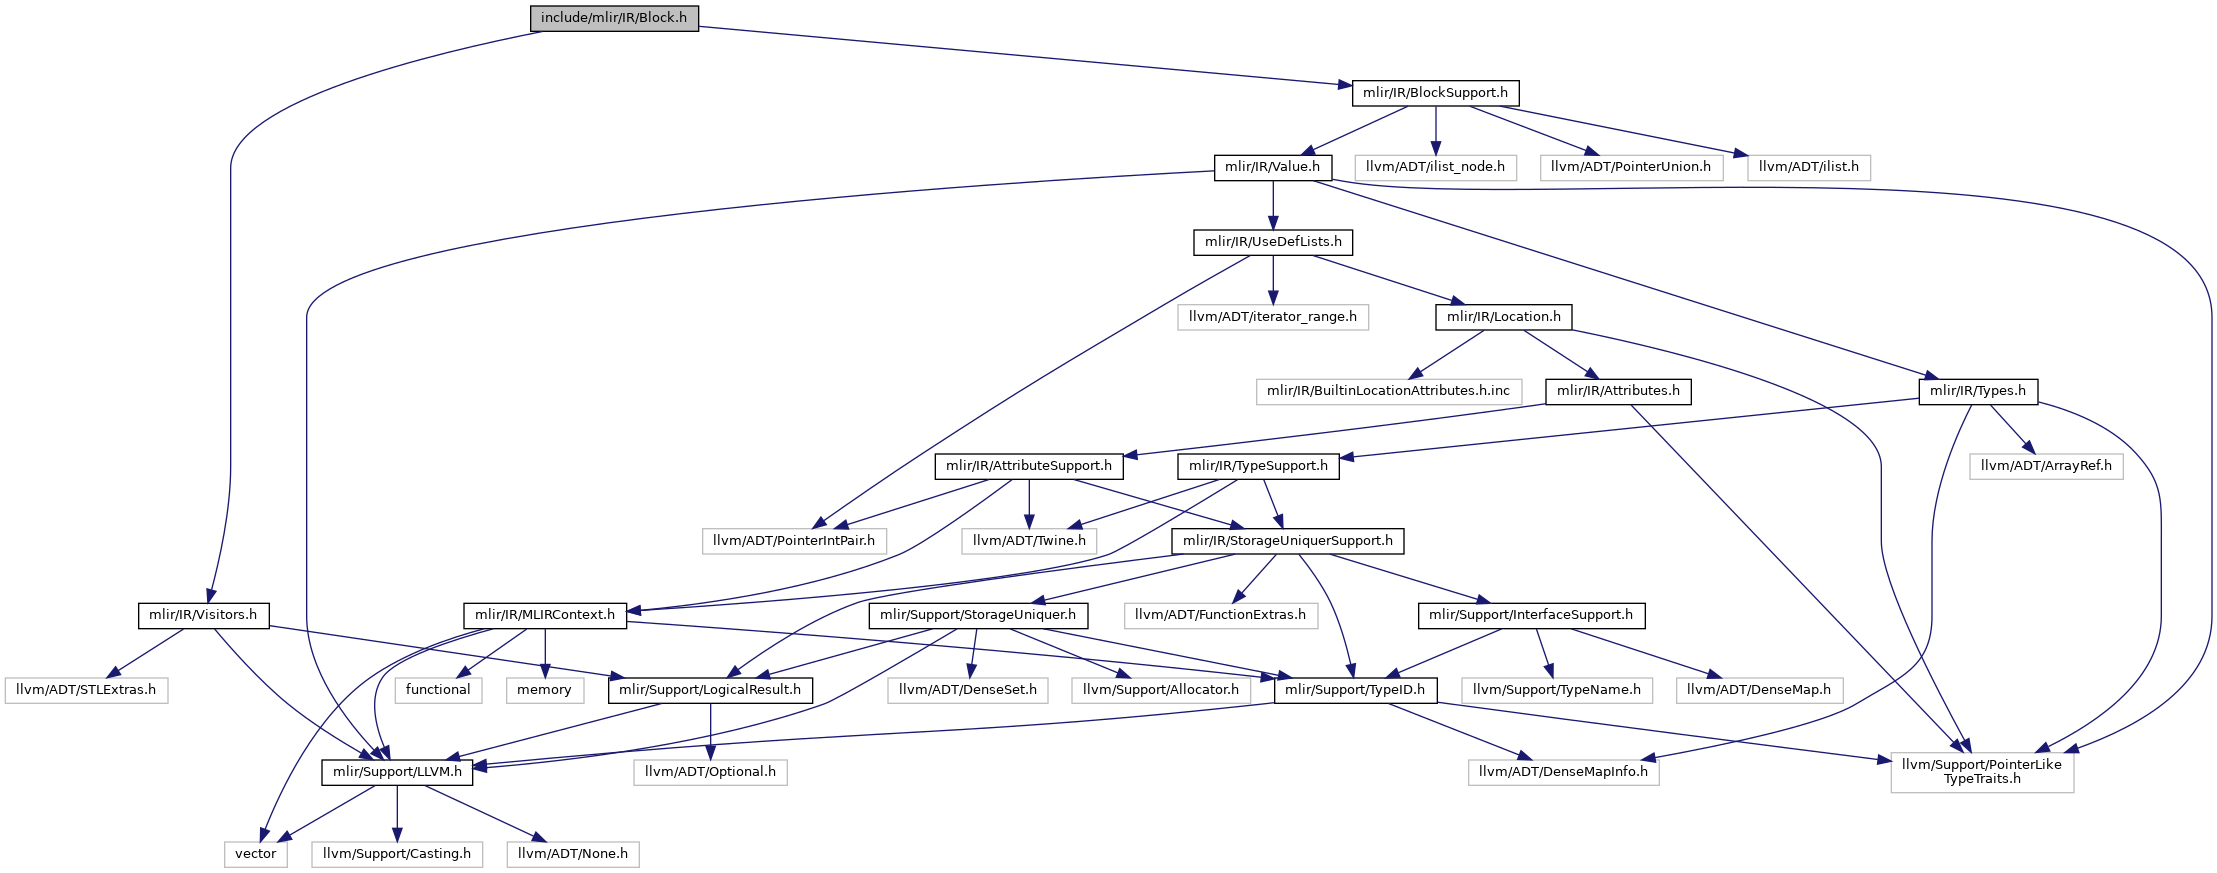 include/mlir/IR/Block.h
mlir/IR/BlockSupport.h
mlir/IR/Value.h
llvm/ADT/ilist_node.h
llvm/ADT/PointerUnion.h
llvm/ADT/ilist.h
mlir/IR/UseDefLists.h
llvm/ADT/iterator_range.h
mlir/IR/Location.h
mlir/IR/BuiltinLocationAttributes.h.inc
mlir/IR/Attributes.h
mlir/IR/Types.h
mlir/IR/AttributeSupport.h
mlir/IR/TypeSupport.h
llvm/ADT/ArrayRef.h
llvm/ADT/PointerIntPair.h
llvm/ADT/Twine.h
mlir/IR/StorageUniquerSupport.h
mlir/IR/Visitors.h
mlir/IR/MLIRContext.h
mlir/Support/StorageUniquer.h
llvm/ADT/FunctionExtras.h
mlir/Support/InterfaceSupport.h
llvm/ADT/STLExtras.h
functional
memory
mlir/Support/LogicalResult.h
llvm/ADT/DenseSet.h
llvm/Support/Allocator.h
mlir/Support/TypeID.h
llvm/Support/TypeName.h
llvm/ADT/DenseMap.h
mlir/Support/LLVM.h
llvm/ADT/Optional.h
llvm/ADT/DenseMapInfo.h
llvm/Support/PointerLike
TypeTraits.h
vector
llvm/Support/Casting.h
llvm/ADT/None.h